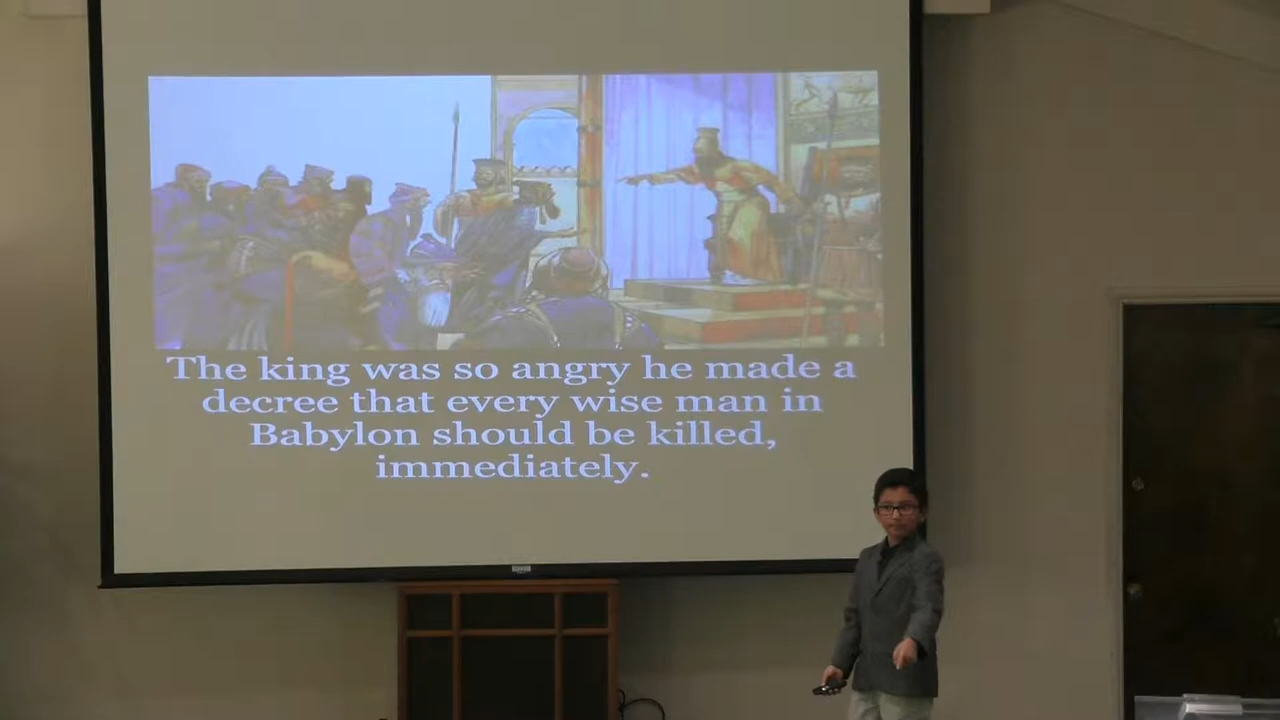 The king was so angry he made a
decree that every wise man in
Babylon should be killed,
immediately.